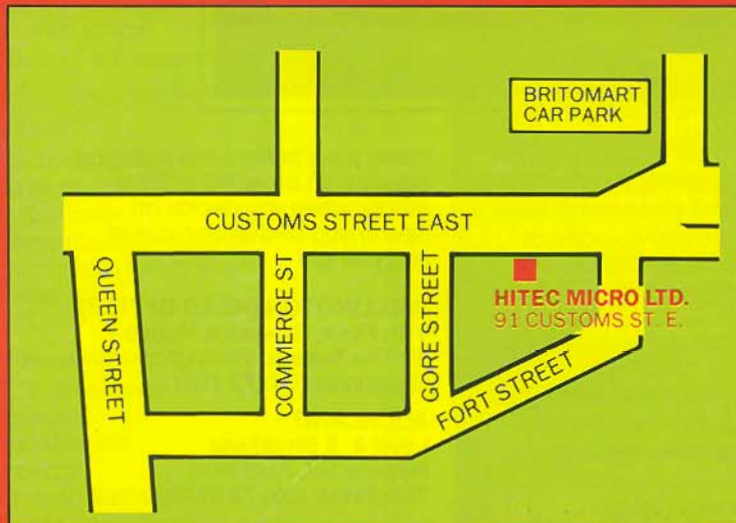 BRITOMART
CAR PARK
CUSTOMS STREET EAST
QUEEN STREET
COMMERCE ST
GORE STREET
HITEC MICRO LTD.
91 CUSTOMS ST. E.
FORT STREET